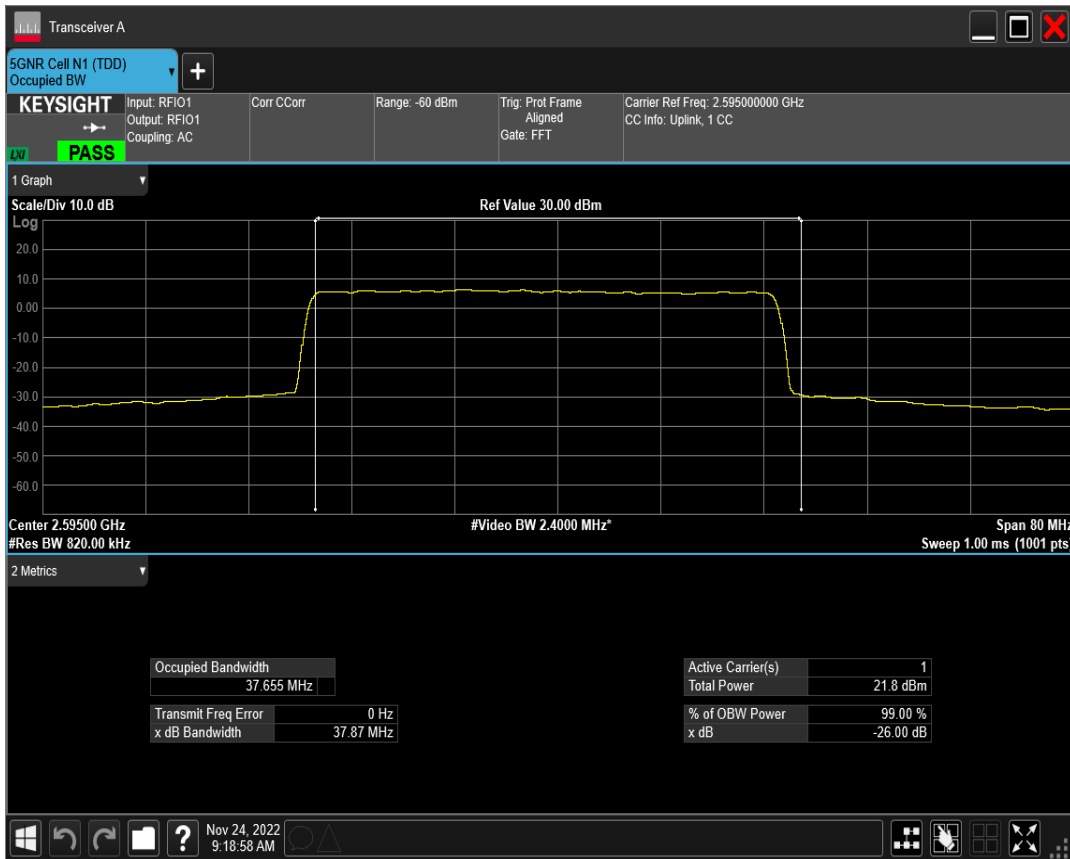 Transceiver A
5GNR Cell N1 (TDD)
Occupied BW
+
KEYSIGHT
LXI
PASS
Input: RFIO1
Output: RFIO1
Coupling: AC
Corr CCorr
Range: -60 dBm
Trig: Prot Frame
Aligned
Gate: FFT
Carrier Ref Freq: 2.595000000 GHz
CC Info: Uplink, 1 CC
1 Graph
Scale/Div 10.0 dB
Ref Value 30.00 dBm
Log
20.0
10.0
0.00
-10.0
-20.0
-30.0
-40.0
-50.0
-60.0
Center 2.59500 GHz
#Video BW 2.4000 MHz*
Span 80 MHz
#Res BW 820.00 kHz
Sweep 1.00 ms (1001 pts)
2 Metrics
Occupied Bandwidth
37.655 MHz
Transmit Freq Error 0 Hz
x dB Bandwidth 37.87 MHz
Active Carrier(s) 1
Total Power 21.8 dBm
% of OBW Power 99.00 %
x dB -26.00 dB
?
Nov 24, 2022
9:18:58 AM